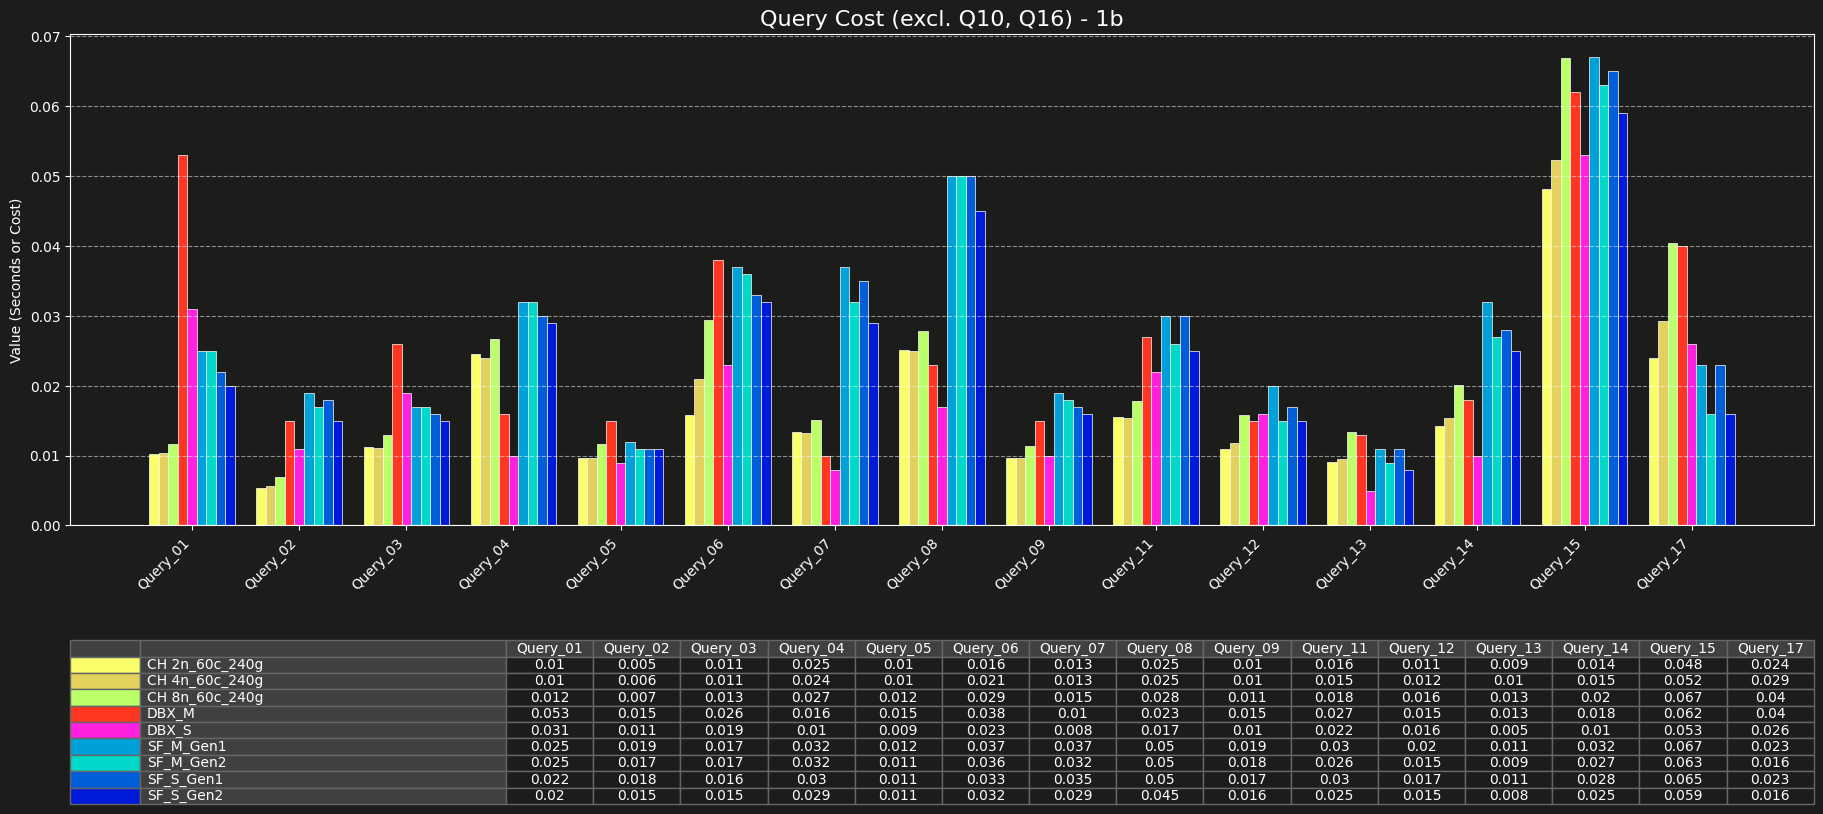 Query Cost (excl. Q10, Q16) - 1b
Value (Seconds or Cost)
0.07
0.06
0.05
0.04
0.03
0.02
0.01
0.00
Query_01 Query_02 Query_03 Query_04 Query_05 Query_06 Query_07 Query_08 Query_09 Query_11 Query_12 Query_13 Query_14 Query_15 Query_17
Query_01 Query_02 Query_03 Query_04 Query_05 Query_06 Query_07 Query_08 Query_09 Query_11 Query_12 Query_13 Query_14 Query_15 Query_17
CH 2n_60c_240g 0.01 0.005 0.011 0.025 0.01 0.016 0.013 0.025 0.01 0.016 0.011 0.009 0.014 0.048 0.024
CH 4n_60c_240g 0.01 0.006 0.011 0.024 0.01 0.021 0.013 0.025 0.01 0.015 0.012 0.01 0.015 0.052 0.029
CH 8n_60c_240g 0.012 0.007 0.013 0.027 0.012 0.029 0.015 0.028 0.011 0.018 0.016 0.013 0.02 0.067 0.04
DBX_M 0.053 0.015 0.026 0.016 0.015 0.038 0.01 0.023 0.015 0.027 0.015 0.013 0.018 0.062 0.04
DBX_S 0.031 0.011 0.019 0.01 0.009 0.023 0.008 0.017 0.01 0.022 0.016 0.005 0.01 0.053 0.026
SF_M_Gen1 0.025 0.019 0.017 0.032 0.012 0.037 0.037 0.05 0.019 0.03 0.02 0.011 0.032 0.067 0.023
SF_M_Gen2 0.025 0.017 0.017 0.032 0.011 0.036 0.032 0.05 0.018 0.026 0.015 0.009 0.027 0.063 0.016
SF_S_Gen1 0.022 0.018 0.016 0.03 0.011 0.033 0.035 0.05 0.017 0.03 0.017 0.011 0.028 0.065 0.023
SF_S_Gen2 0.02 0.015 0.015 0.029 0.011 0.032 0.029 0.045 0.016 0.025 0.015 0.008 0.025 0.059 0.016